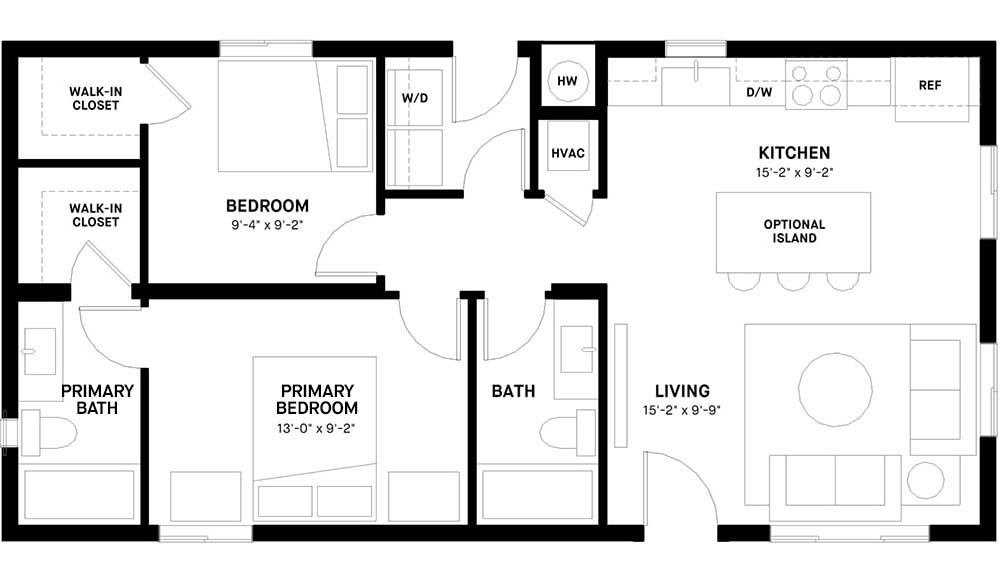 WALK-IN
CLOSET
W/D
HW
D/W
REF
HVAC
KITCHEN
15'-2" x 9'-2"
WALK-IN
CLOSET
BEDROOM
9'-4" x 9'-2"
OPTIONAL
ISLAND
PRIMARY
BATH
PRIMARY
BEDROOM
13'-0" x 9'-2"
BATH
LIVING
15'-2" x 9'-9"